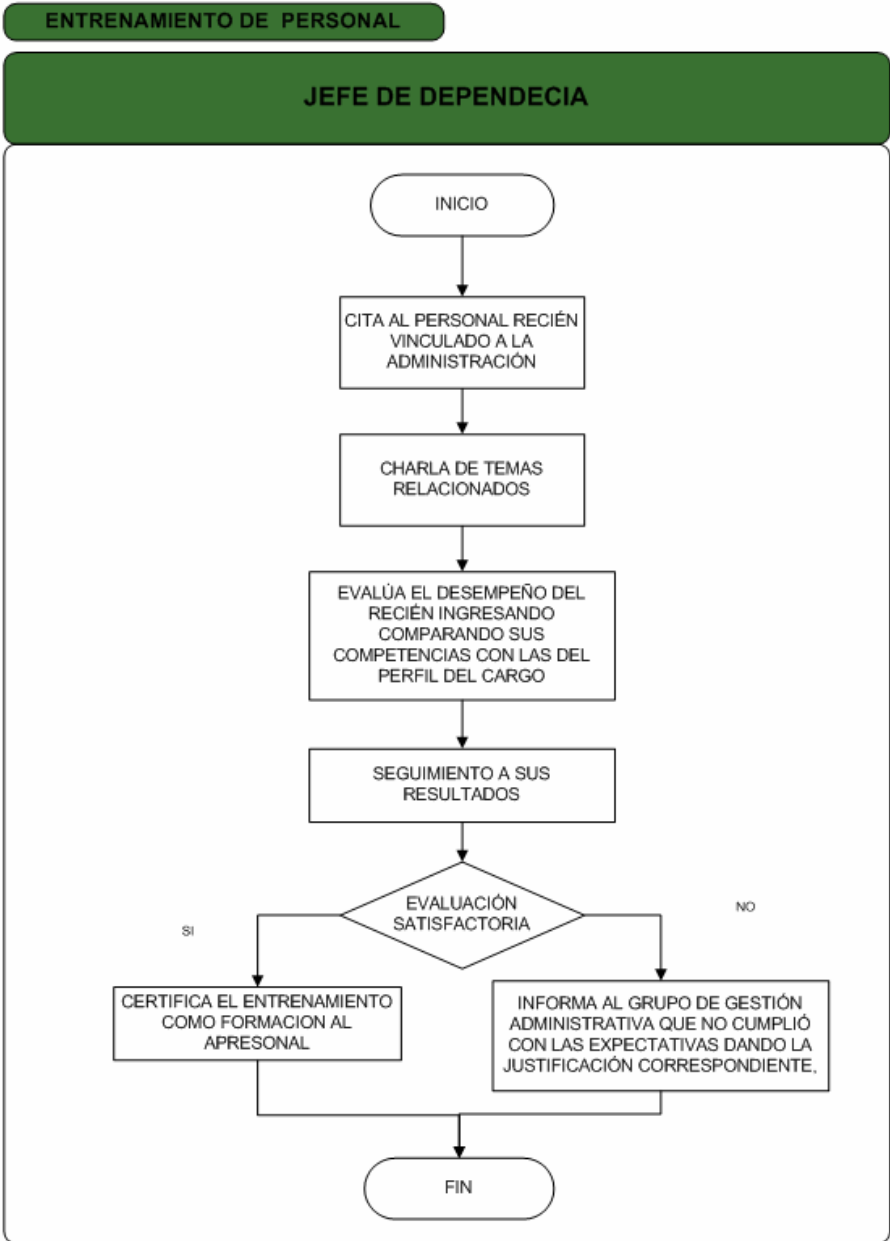 ENTRENAMIENTO DE PERSONAL
JEFE DE DEPENDECIA
INICIO
CITA AL PERSONAL RECIÉN
VINCULADO A LA
ADMINISTRACIÓN
CHARLA DE TEMAS
RELACIONADOS
EVALÚA EL DESEMPEÑO DEL
RECIÉN INGRESANDO
COMPARANDO SUS
COMPETENCIAS CON LAS DEL
PERFIL DEL CARGO
SEGUIMIENTO A SUS
RESULTADOS
EVALUACIÓN
SATISFACTORIA
SI
NO
CERTIFICA EL ENTRENAMIENTO
COMO FORMACION AL
APRESONAL
INFORMA AL GRUPO DE GESTIÓN
ADMINISTRATIVA QUE NO CUMPLIÓ
CON LAS EXPECTATIVAS DANDO LA
JUSTIFICACIÓN CORRESPONDIENTE.
FIN